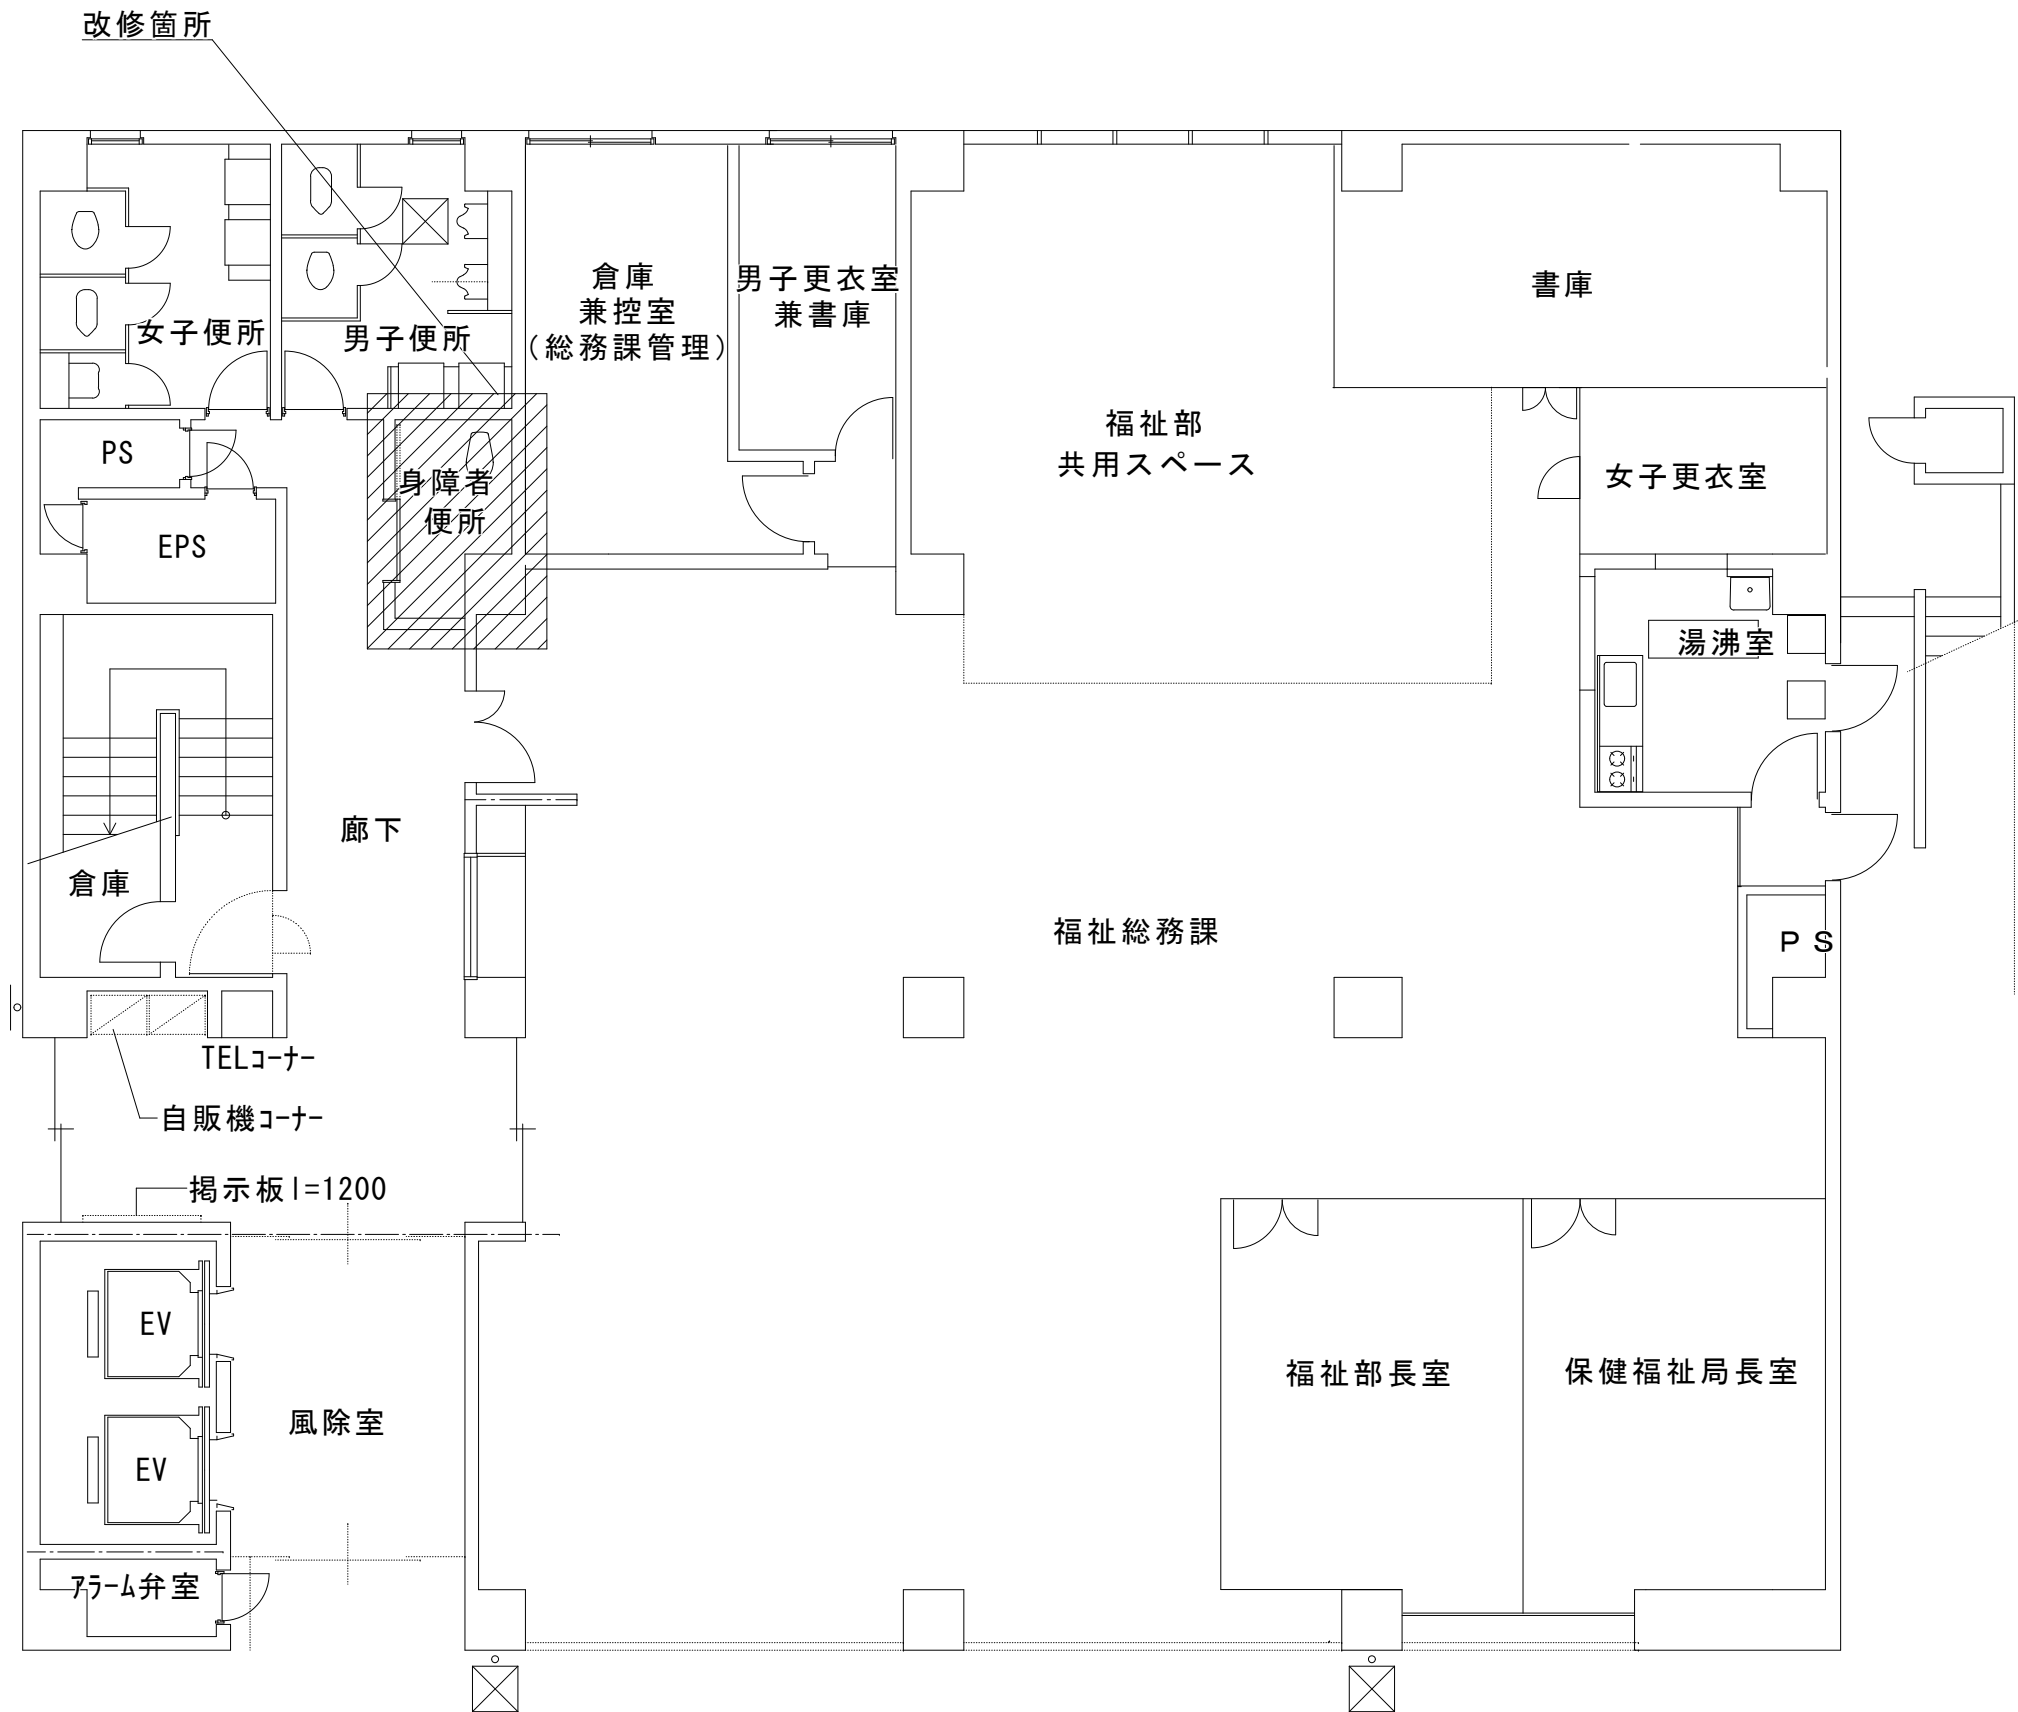 改修箇所
倉庫
兼控室
（総務課管理）
男子更衣室
兼書庫
書庫
女子便所
男子便所
福祉部
共用スペース
PS
身障者
便所
女子更衣室
EPS
湯沸室
廊下
倉庫
福祉総務課
ＰＳ
TELｺｰﾅｰ
自販機ｺｰﾅｰ
掲示板l=1200
EV
福祉部長室
保健福祉局長室
風除室
EV
ｱﾗｰﾑ弁室